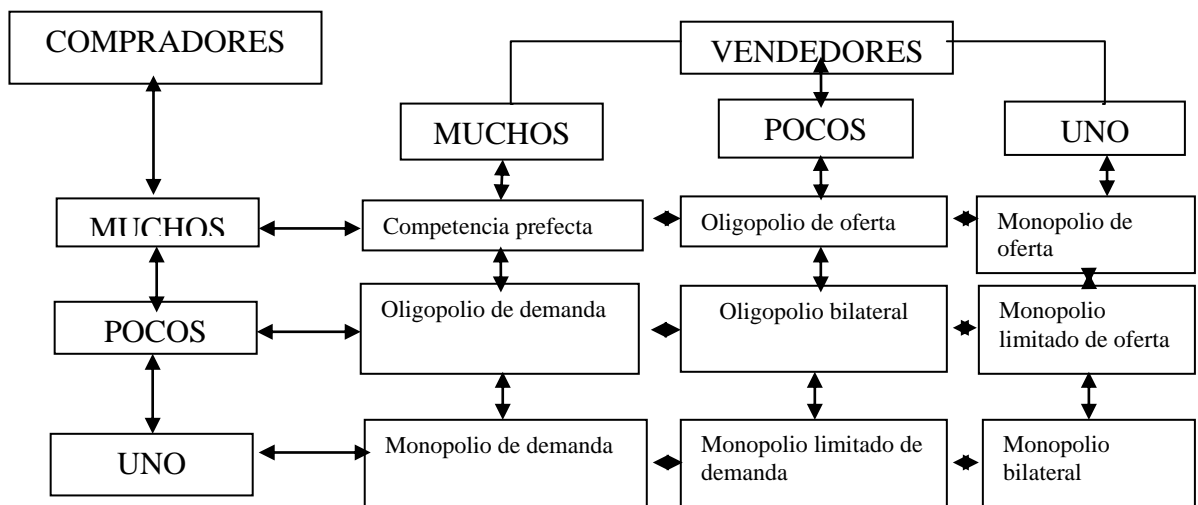 COMPRADORES
VENDEDORES
MUCHOS
POCOS
UNO
MUCHOS
Competencia prefecta
Oligopolio de oferta
Monopolio de
oferta
POCOS
Oligopolio de demanda
Oligopolio bilateral
Monopolio
limitado de oferta
UNO
Monopolio de demanda
Monopolio limitado de
demanda
Monopolio
bilateral